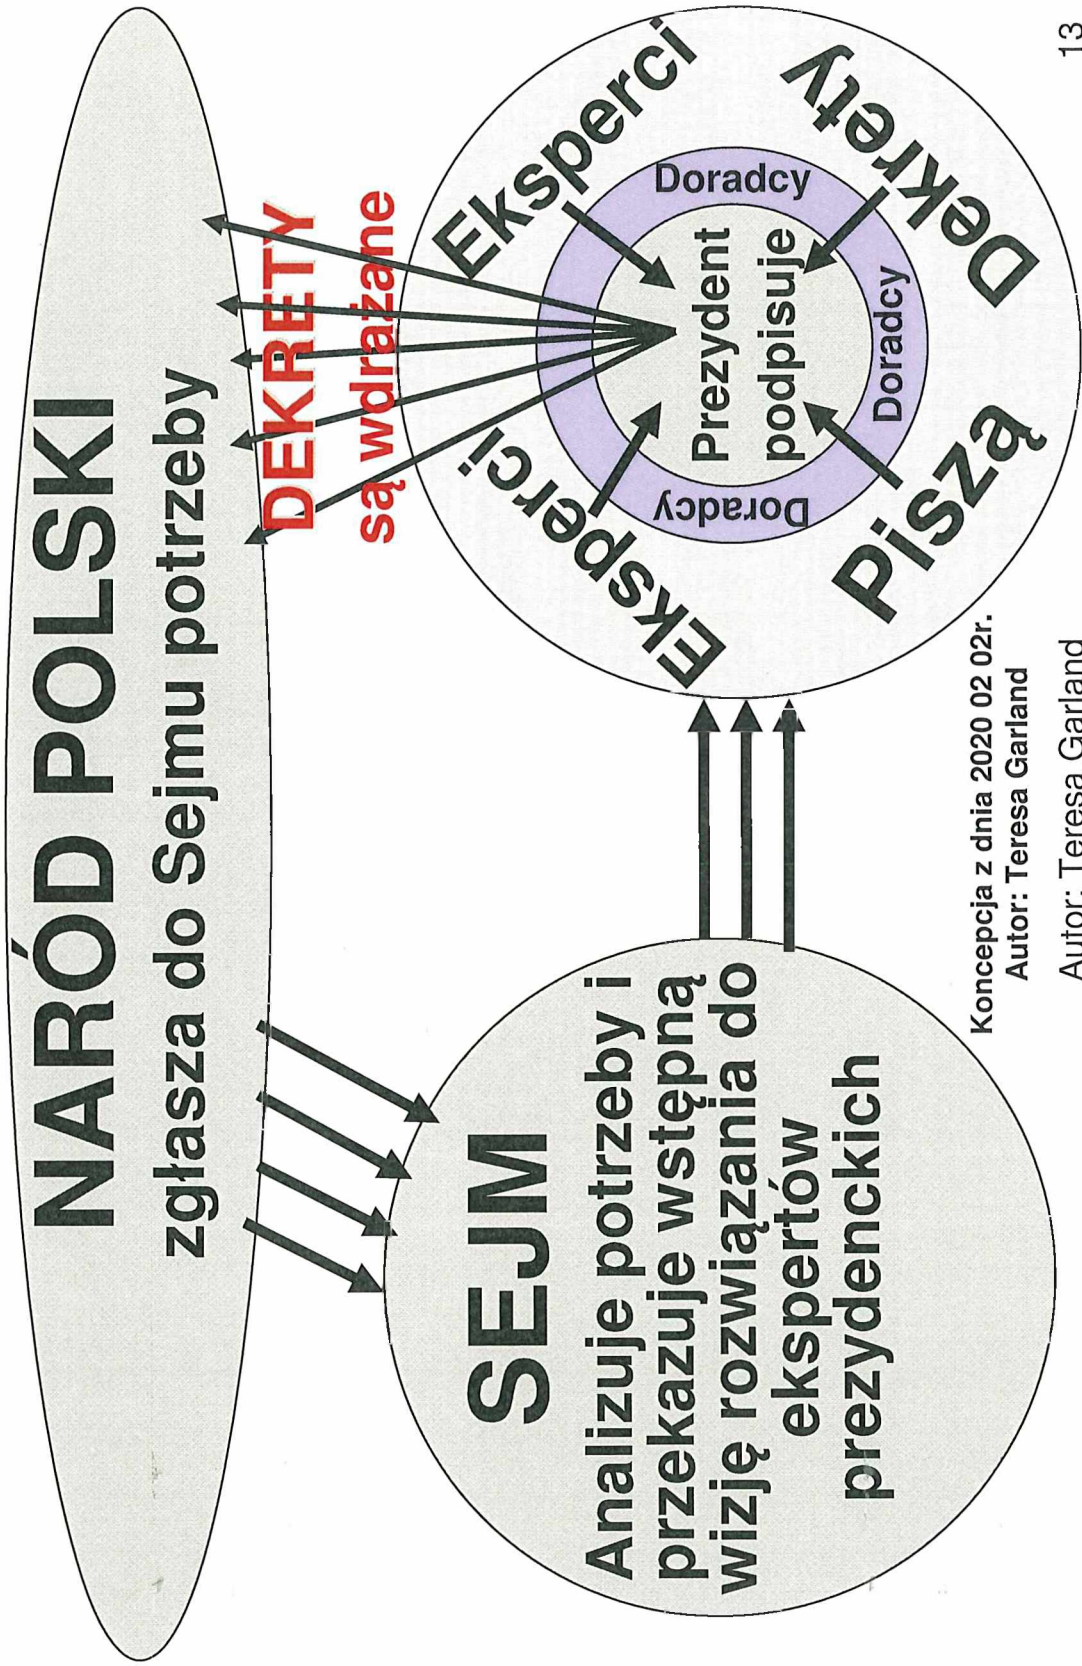 NARÓD POLSKI
zgłasza do Sejmu potrzeby
DEKRETY
są wdrażane
SEJM
Analizuje potrzeby i
przekazuje wstępną
wizję rozwiązania do
ekspertów
prezydenckich
Eksperci
Eksperci
Piszą
Dekrety
Doradcy
Doradcy
Doradcy
Prezydent
podpisuje
Koncepcja z dnia 2020 02 02r.
Autor: Teresa Garland
Autor: Teresa Garland
13